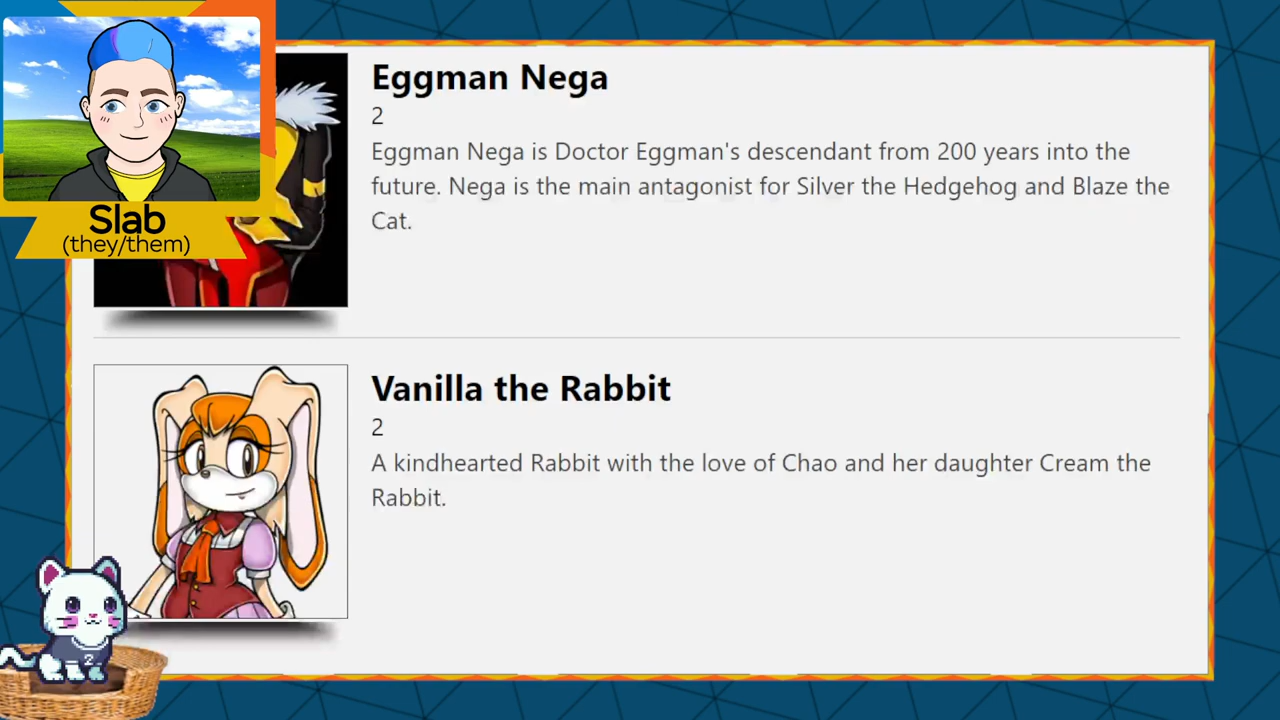 Slab
(they/them)
Eggman Nega
2
Eggman Nega is Doctor Eggman's descendant from 200 years into the
future. Nega is the main antagonist for Silver the Hedgehog and Blaze the
Cat.
Vanilla the Rabbit
2
A kindhearted Rabbit with the love of Chao and her daughter Cream the
Rabbit.
2